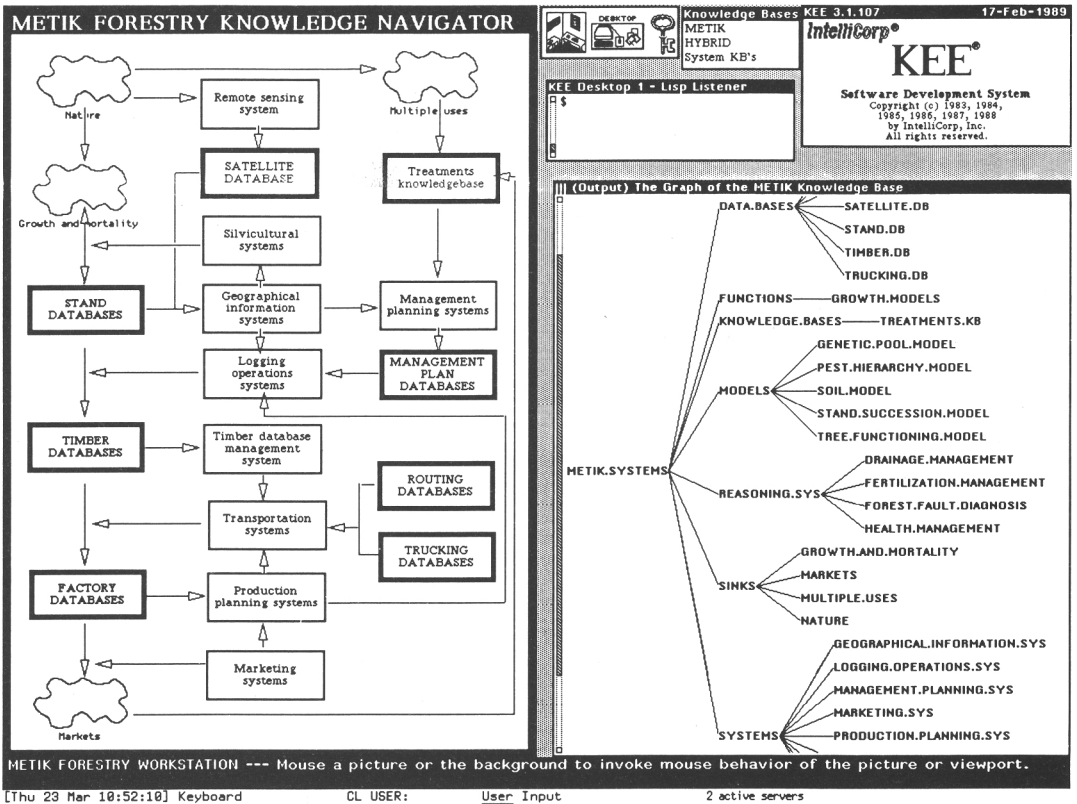 METIK FORESTRY KNOWLEDGE NAVIGATOR
Nature
Multiple uses
Remote sensing
system
SATELLITE
DATABASE
Treatments
knowledgebase
Growth and mortality
Silvicultural
systems
STAND
DATABASES
Geographical
information
systems
Management
planning systems
Logging
operations
systems
MANAGEMENT
PLAN
DATABASES
TIMBER
DATABASES
Timber database
management
system
ROUTING
DATABASES
Transportation
systems
TRUCKING
DATABASES
FACTORY
DATABASES
Production
planning systems
Marketing
systems
Markets
DESKTOP
Knowledge Bases
METIK
HYBRID
System KB's
KEE 3.1.107 17-Feb-1989
IntelliCorp®
KEE®
Software Development System
Copyright (c) 1983, 1984,
1985, 1986, 1987, 1988
by IntelliCorp, Inc.
All rights reserved.
KEE Desktop 1 - Lisp Listener
$
(Output) The Graph of the METIK Knowledge Base
METIK.SYSTEMS
DATA.BASES
SATELLITE.DB
STAND.DB
TIMBER.DB
TRUCKING.DB
FUNCTIONS
GROWTH.MODELS
KNOWLEDGE.BASES
TREATMENTS.KB
MODELS
GENETIC.POOL.MODEL
PEST.HIERARCHY.MODEL
SOIL.MODEL
STAND.SUCCESSION.MODEL
TREE.FUNCTIONING.MODEL
REASONING.SYS
DRAINAGE.MANAGEMENT
FERTILIZATION.MANAGEMENT
FOREST.FAULT.DIAGNOSIS
HEALTH.MANAGEMENT
SINKS
GROWTH.AND.MORTALITY
MARKETS
MULTIPLE.USES
NATURE
SYSTEMS
GEOGRAPHICAL.INFORMATION.SYS
LOGGING.OPERATIONS.SYS
MANAGEMENT.PLANNING.SYS
MARKETING.SYS
PRODUCTION.PLANNING.SYS
METIK FORESTRY WORKSTATION --- Mouse a picture or the background to invoke mouse behavior of the picture or viewport.
[Thu 23 Mar 10:52:10] Keyboard CL USER: User Input 2 active servers